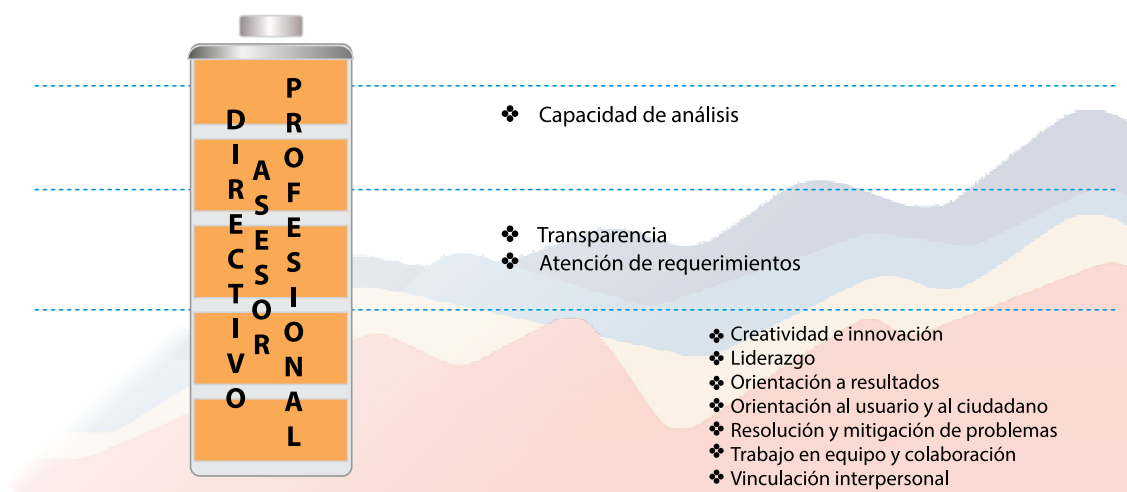 DIRECTIVO
ASESOR
PROFESIONAL
❖ Capacidad de análisis
❖ Transparencia
❖ Atención de requerimientos
❖ Creatividad e innovación
❖ Liderazgo
❖ Orientación a resultados
❖ Orientación al usuario y al ciudadano
❖ Resolución y mitigación de problemas
❖ Trabajo en equipo y colaboración
❖ Vinculación interpersonal